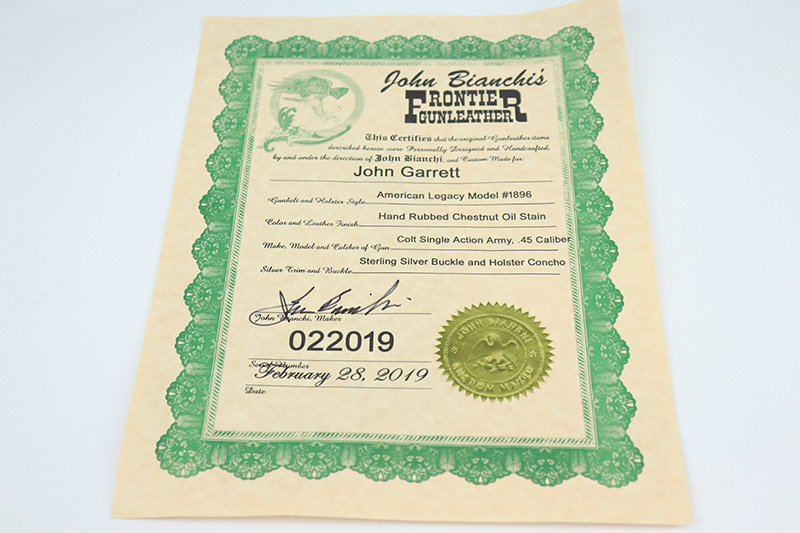 John Bianchi's
FRONTIER
GUNLEATHER
This Certifies that the original Gunleather items
described herein were Personally Designed and Handcrafted,
by and under the direction of John Bianchi, and Custom Made for:
John Garrett
Gunbelt and Holster Style American Legacy Model #1896
Color and Leather Finish Hand Rubbed Chestnut Oil Stain
Make, Model and Caliber of Gun Colt Single Action Army, .45 Caliber
Silver Trim and Buckle Sterling Silver Buckle and Holster Concho
John Bianchi, Maker
022019
Serial Number
February 28, 2019
Date
JOHN BIANCHI
CUSTOM MAKER